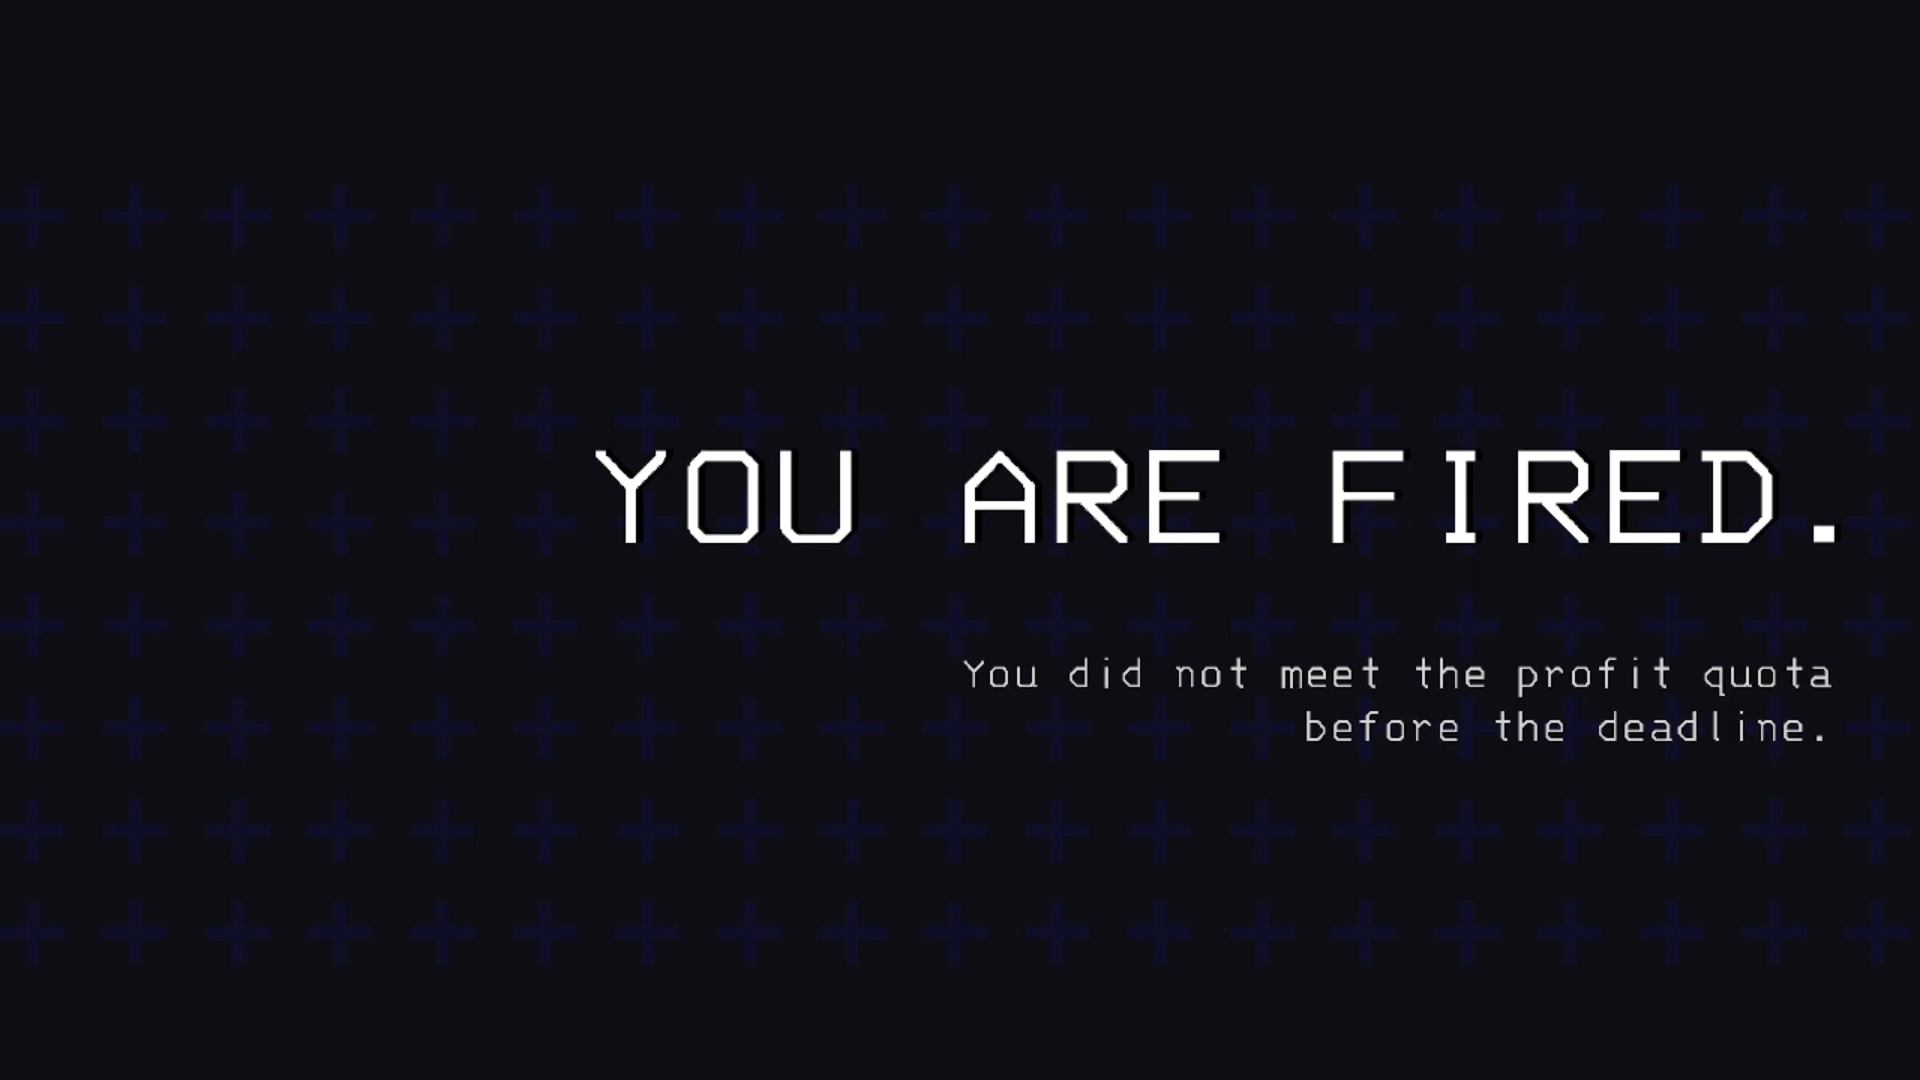 YOU ARE FIRED.
You did not meet the profit quota
before the deadline.